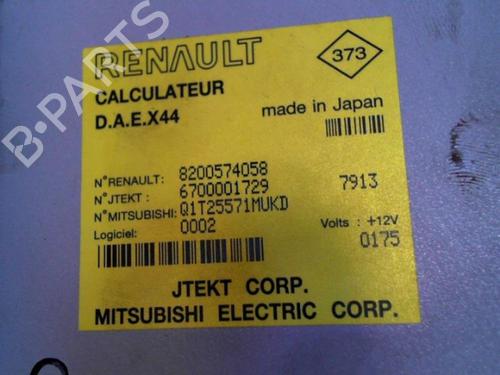 RENAULT
373
CALCULATEUR
D.A.E.X44
made in Japan
N°RENAULT: 8200574058
N°JTEKT : 6700001729 7913
N°MITSUBISHI: Q1T25571MUKD
Logiciel: 0002 Volts : +12V
0175
JTEKT CORP.
MITSUBISHI ELECTRIC CORP.
B-PARTS